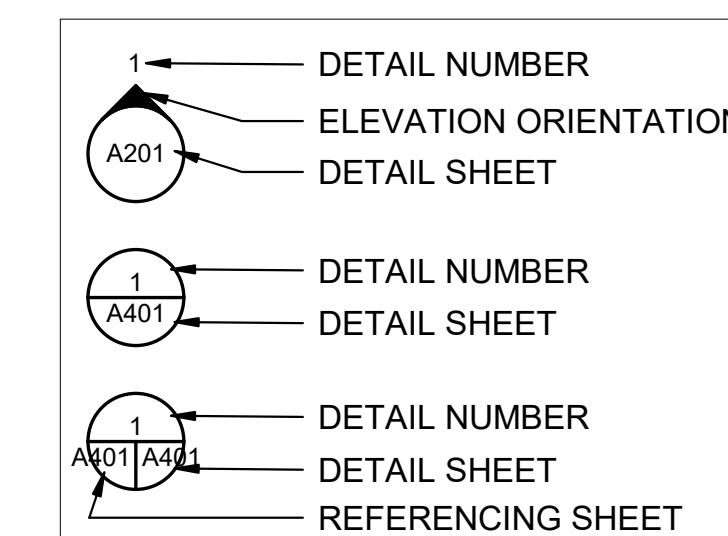 1 DETAIL NUMBER
ELEVATION ORIENTATION
A201 DETAIL SHEET
1 DETAIL NUMBER
A401 DETAIL SHEET
1 DETAIL NUMBER
A401 A401 DETAIL SHEET
REFERENCING SHEET